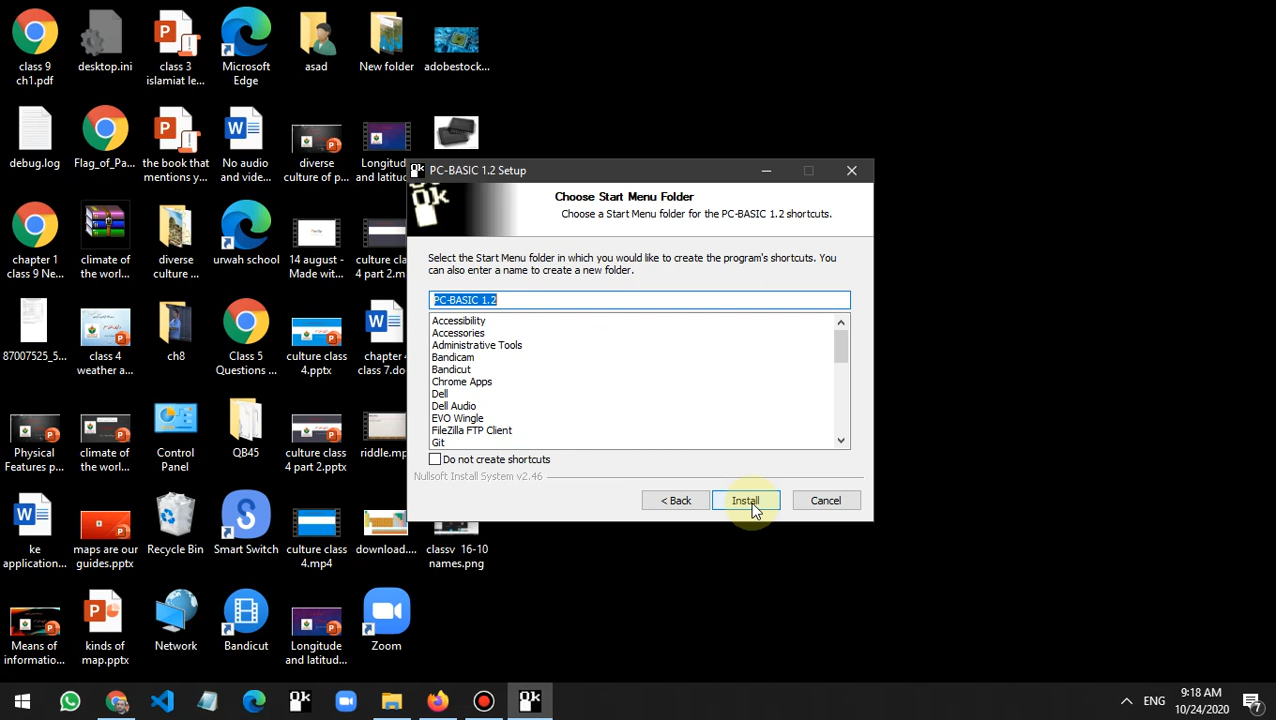 class 9
ch1.pdf
desktop.ini
class 3
islamiat le...
Microsoft
Edge
asad
New folder
adobestock...
debug.log
Flag_of_Pa...
the book that
mentions y...
No audio
and vide...
diverse
culture of p...
Longitud
and latitud
chapter 1
class 9 Ne...
climate of
the worl...
diverse
culture ...
urwah school
14 august -
Made wit...
culture cla
4 part 2.m
87007525_5...
class 4
weather a...
ch8
Class 5
Questions ...
culture class
4.pptx
chapter 4
class 7.do
Physical
Features p...
climate of
the worl...
Control
Panel
QB45
culture class
4 part 2.pptx
riddle.mp
ke
application...
maps are our
guides.pptx
Recycle Bin
Smart Switch
culture class
4.mp4
download....
classv 16-10
names.png
Means of
informatio...
kinds of
map.pptx
Network
Bandicut
Longitude
and latitud...
Zoom
PC-BASIC 1.2 Setup
Choose Start Menu Folder
Choose a Start Menu folder for the PC-BASIC 1.2 shortcuts.
Select the Start Menu folder in which you would like to create the program's shortcuts. You
can also enter a name to create a new folder.
PC-BASIC 1.2
Accessibility
Accessories
Administrative Tools
Bandicam
Bandicut
Chrome Apps
Dell
Dell Audio
EVO Wingle
FileZilla FTP Client
Git
Do not create shortcuts
Nullsoft Install System v2.46
< Back
Install
Cancel
ENG
9:18 AM
10/24/2020
7